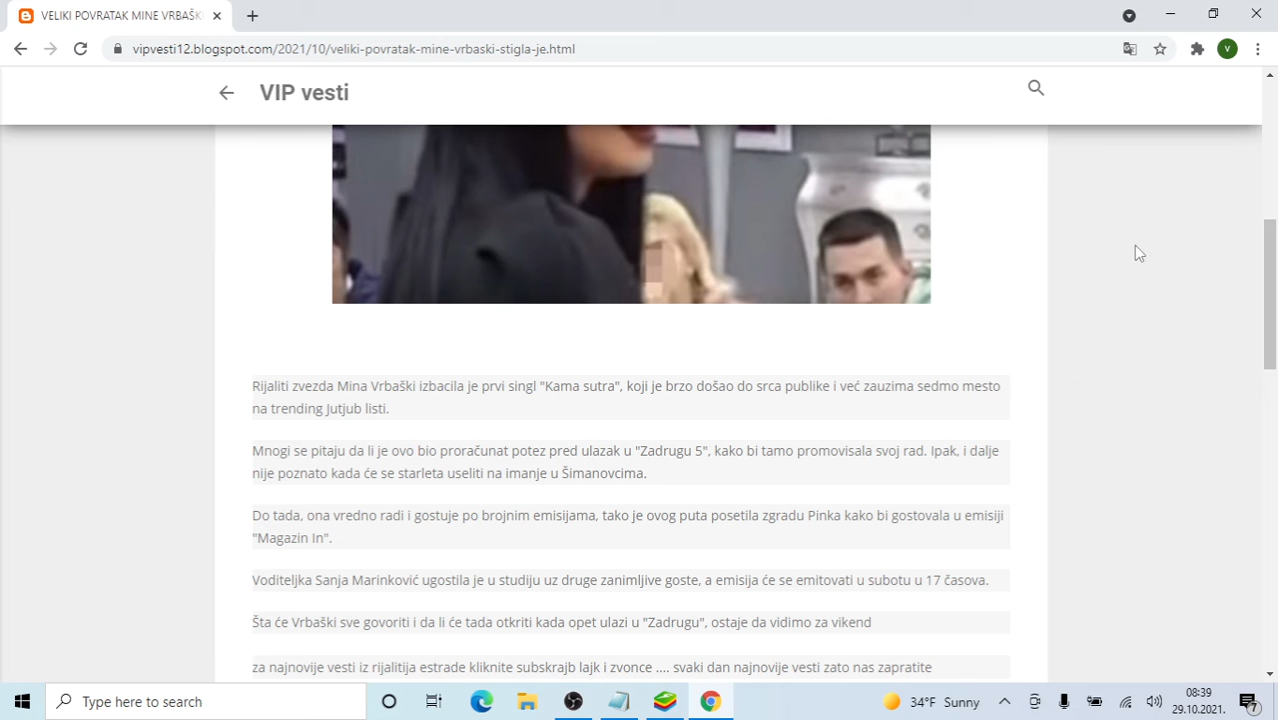 VELIKI POVRATAK MINE VRBAŠK
vipvesti12.blogspot.com/2021/10/veliki-povratak-mine-vrbaski-stigla-je.html
V
VIP vesti
Rijaliti zvezda Mina Vrbaški izbacila je prvi singl "Kama sutra", koji je brzo došao do srca publike i već zauzima sedmo mesto
na trending Jutjub listi.
Mnogi se pitaju da li je ovo bio proračunat potez pred ulazak u "Zadrugu 5", kako bi tamo promovisala svoj rad. Ipak, i dalje
nije poznato kada će se starleta useliti na imanje u Šimanovcima.
Do tada, ona vredno radi i gostuje po brojnim emisijama, tako je ovog puta posetila zgradu Pinka kako bi gostovala u emisiji
"Magazin In".
Voditeljka Sanja Marinković ugostila je u studiju uz druge zanimljive goste, a emisija će se emitovati u subotu u 17 časova.
Šta će Vrbaški sve govoriti i da li će tada otkriti kada opet ulazi u "Zadrugu", ostaje da vidimo za vikend
za najnovije vesti iz rijalitija estrade kliknite subskrajb lajk i zvonce .... svaki dan najnovije vesti zato nas zapratite
Type here to search
34°F Sunny
08:39
29.10.2021.
7